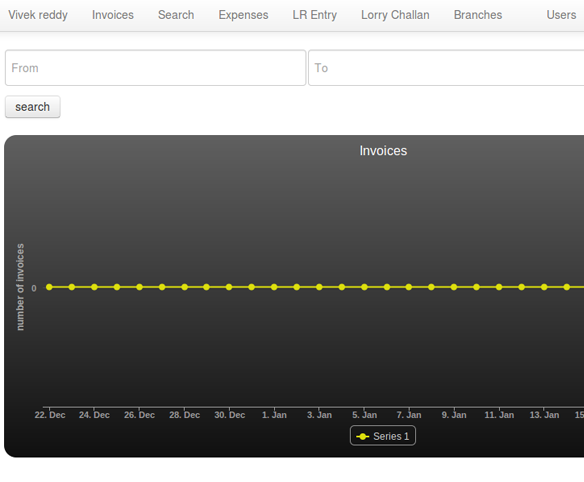 Vivek reddy Invoices Search Expenses LR Entry Lorry Challan Branches Users
From To
search
Invoices
number of invoices
0
22. Dec 24. Dec 26. Dec 28. Dec 30. Dec 1. Jan 3. Jan 5. Jan 7. Jan 9. Jan 11. Jan 13. Jan 15
Series 1